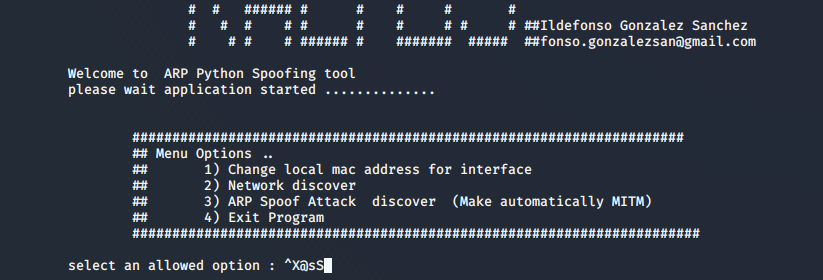 ##Ildefonso Gonzalez Sanchez
##fonso.gonzalezsan@gmail.com
Welcome to  ARP Python Spoofing tool
please wait application started ..............
#####################################################################
## Menu Options ..
##       1) Change local mac address for interface
##       2) Network discover
##       3) ARP Spoof Attack  discover  (Make automatically MITM)
##       4) Exit Program
#######################################################################
select an allowed option : ^X@sS